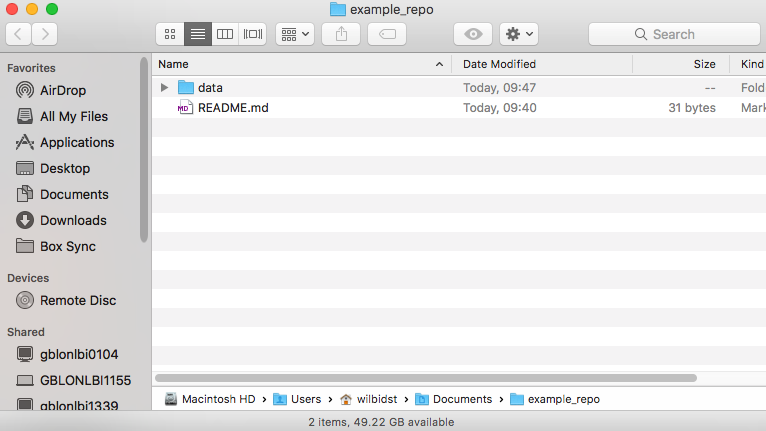 example_repo
Search
Favorites
AirDrop
All My Files
Applications
Desktop
Documents
Downloads
Box Sync
Devices
Remote Disc
Shared
gblonlbi0104
GBLONLBI1155
gblonlbi1339
Name Date Modified Size Kind
data Today, 09:47 -- Fold
MD README.md Today, 09:40 31 bytes Mark
Macintosh HD › Users › wilbidst › Documents › example_repo
2 items, 49.22 GB available